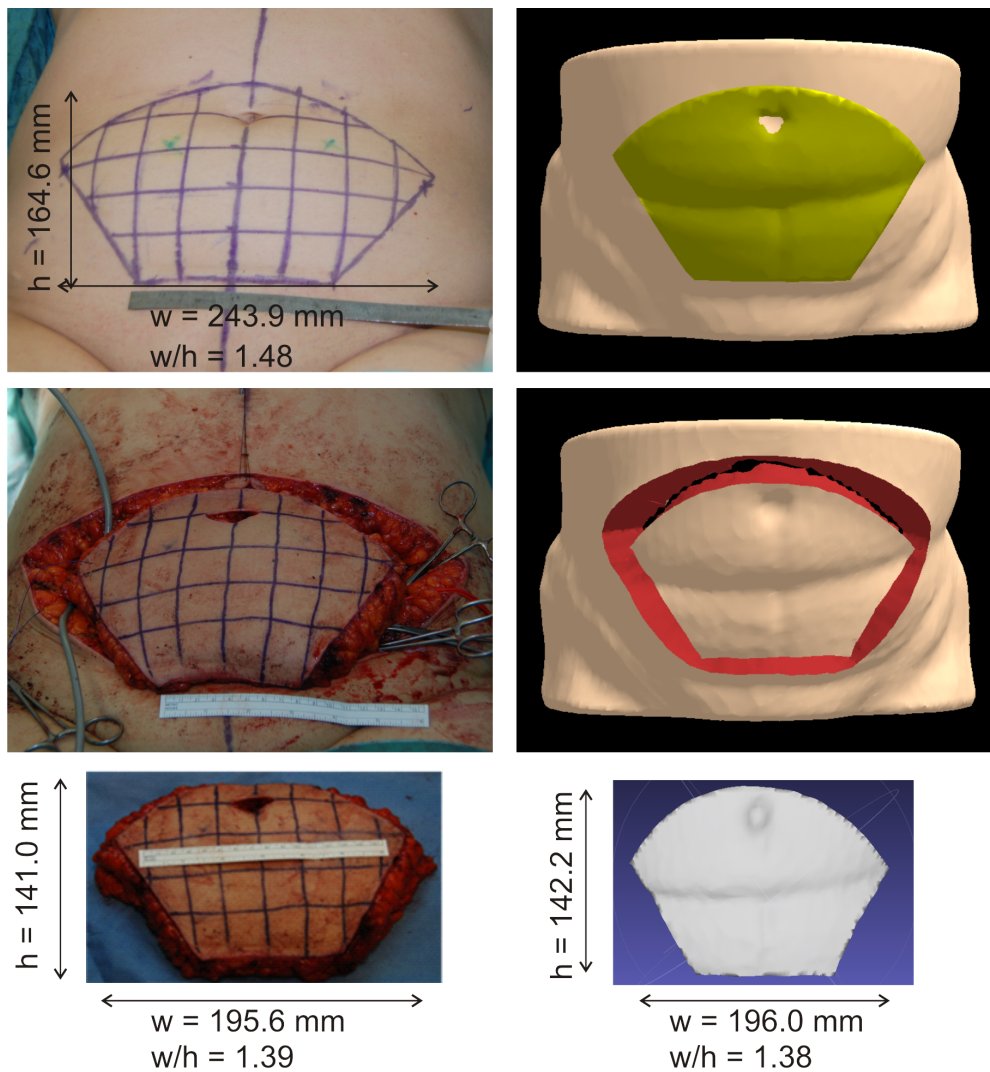 h = 164.6 mm
w = 243.9 mm
w/h = 1.48
h = 141.0 mm
w = 195.6 mm
w/h = 1.39
h = 142.2 mm
w = 196.0 mm
w/h = 1.38